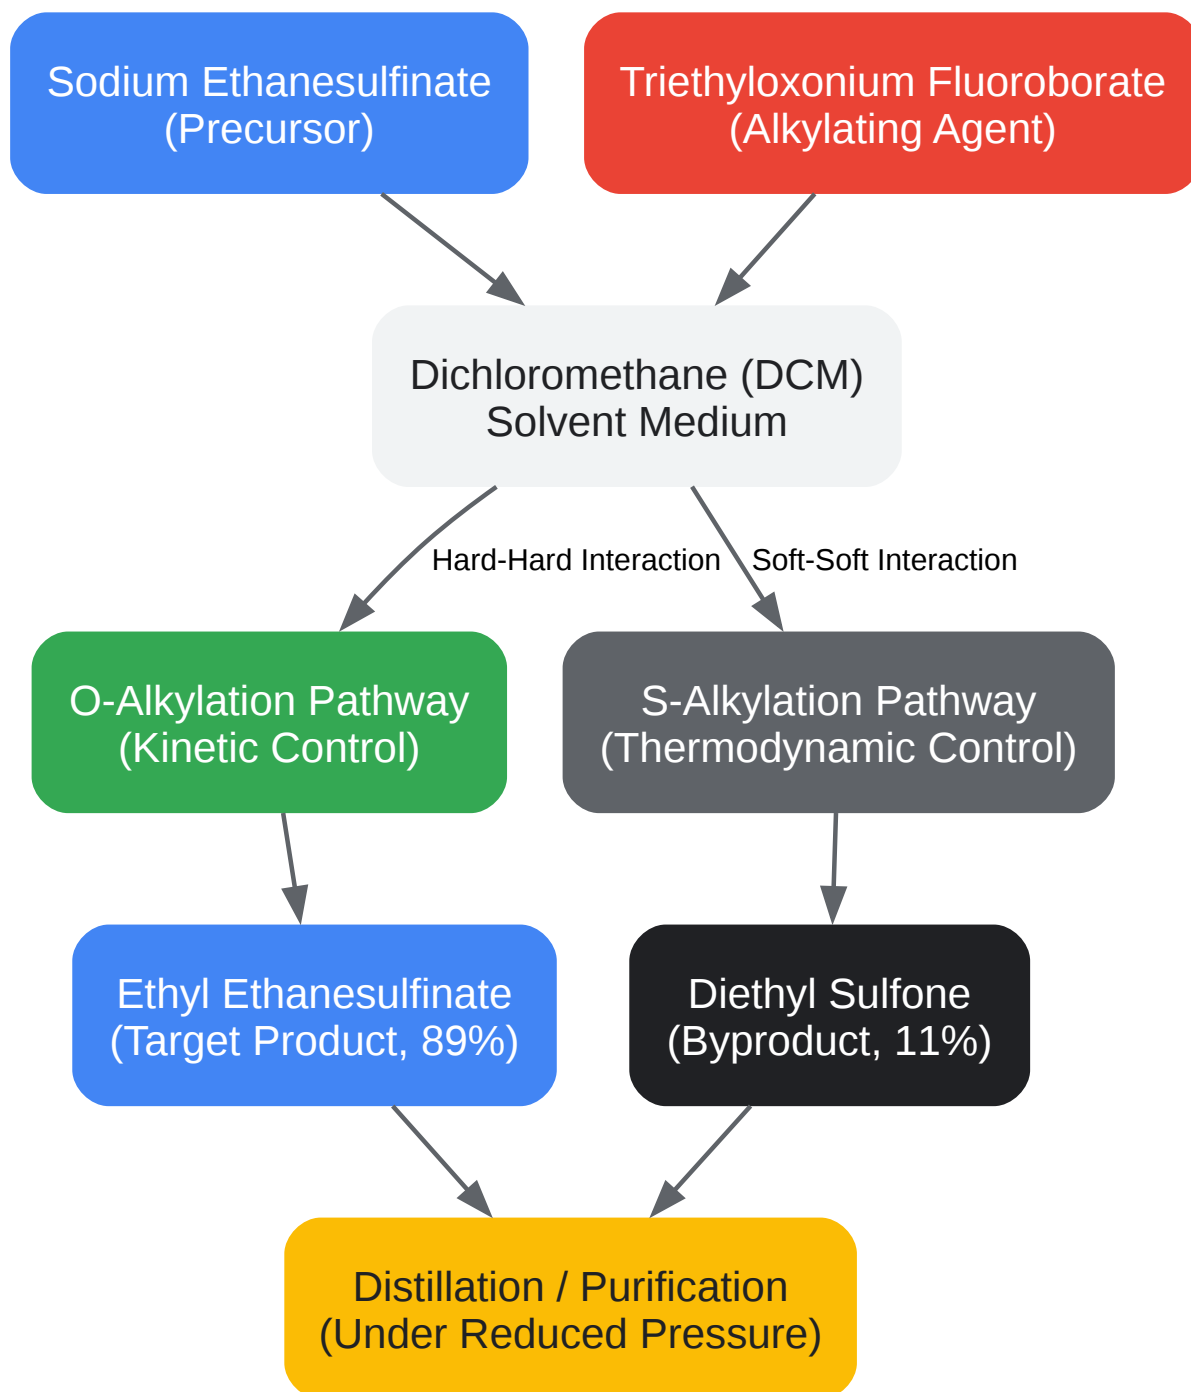 Sodium Ethanesulfinate
(Precursor)
Triethyloxonium Fluoroborate
(Alkylating Agent)
Dichloromethane (DCM)
Solvent Medium
Hard-Hard Interaction
Soft-Soft Interaction
O-Alkylation Pathway
(Kinetic Control)
S-Alkylation Pathway
(Thermodynamic Control)
Ethyl Ethanesulfinate
(Target Product, 89%)
Diethyl Sulfone
(Byproduct, 11%)
Distillation / Purification
(Under Reduced Pressure)